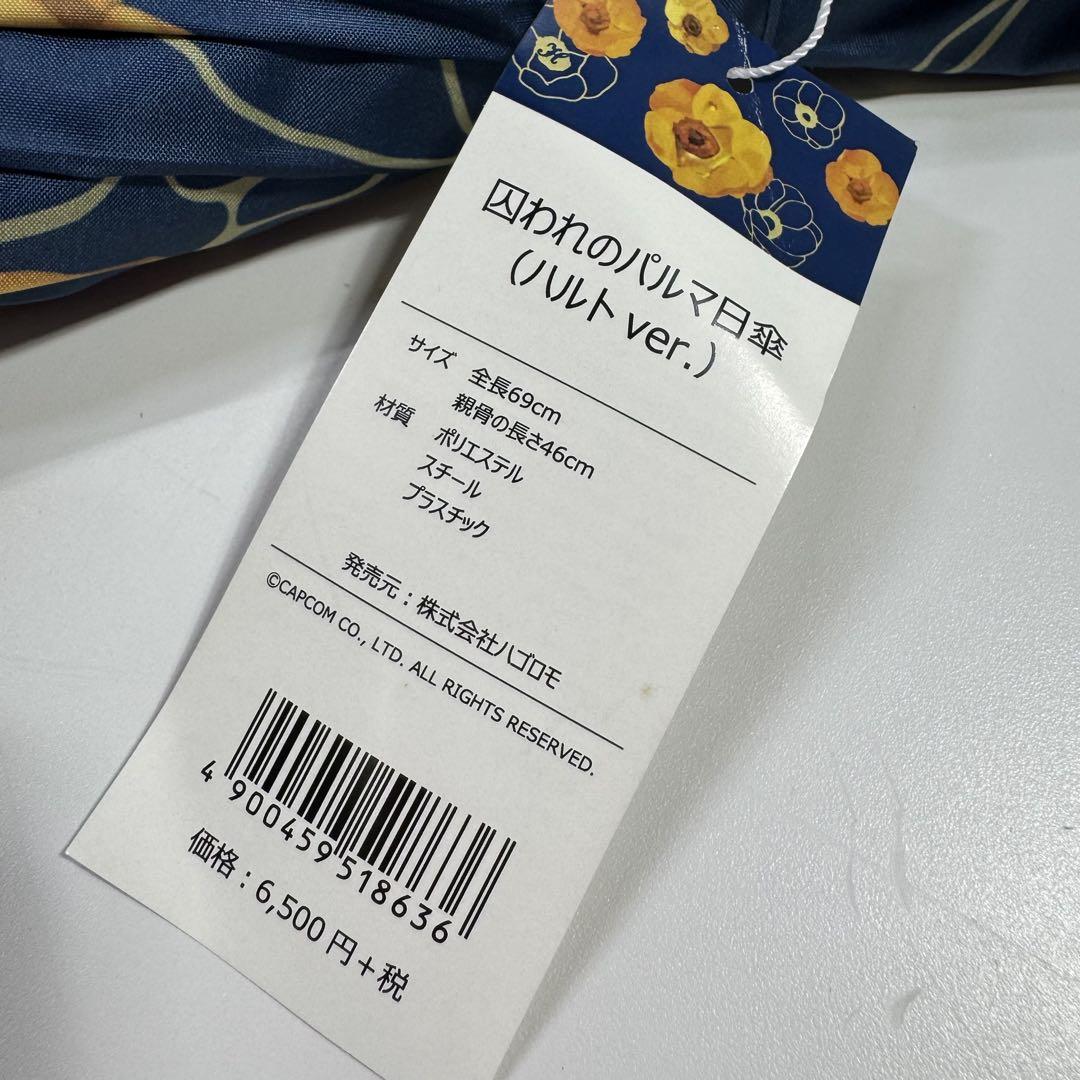 囚われのパルマ日傘
（ハルト ver.）
サイズ 全長69cm
親骨の長さ46cm
材質 ポリエステル
スチール
プラスチック
発売元：株式会社ハゴロモ
©CAPCOM CO., LTD. ALL RIGHTS RESERVED.
4 900459 518636
価格：6,500 円＋税